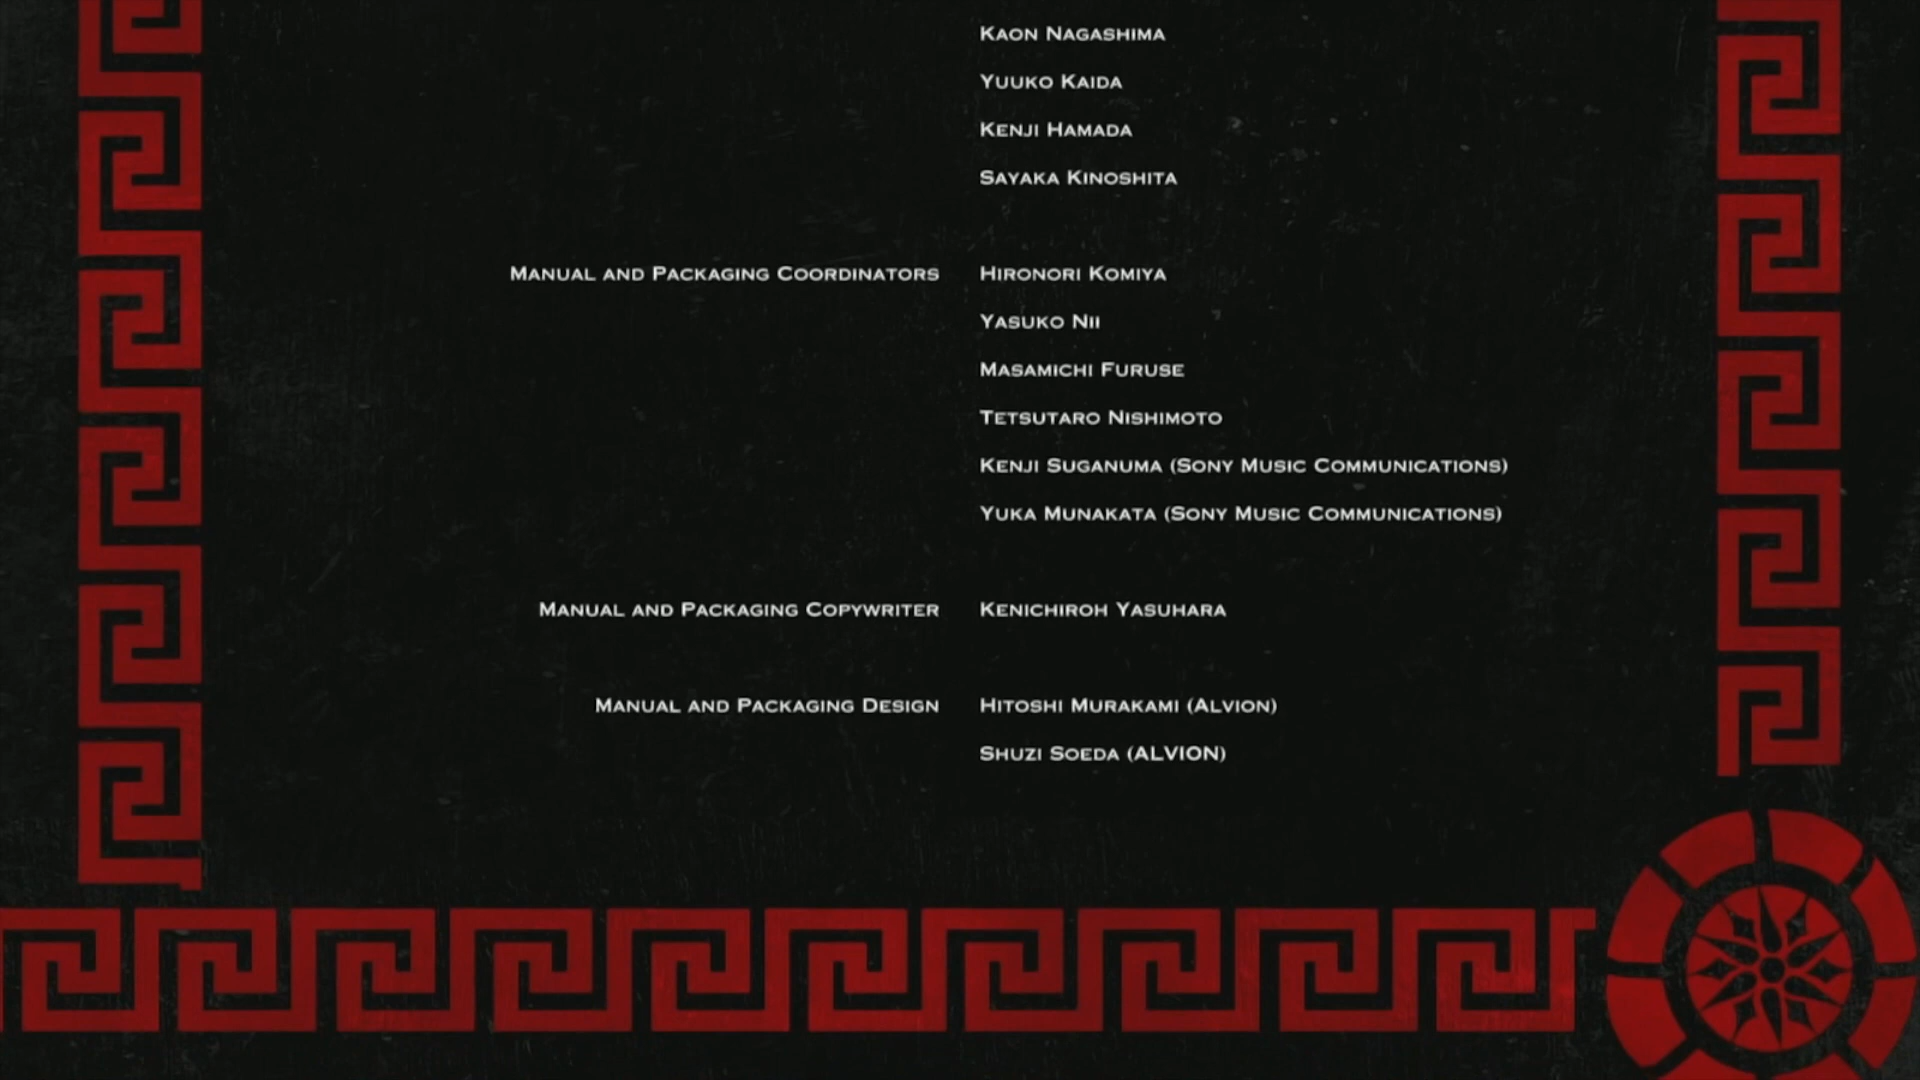 Kaon Nagashima
Yuuko Kaida
Kenji Hamada
Sayaka Kinoshita
Manual and Packaging Coordinators Hironori Komiya
Yasuko Nii
Masamichi Furuse
Tetsutaro Nishimoto
Kenji Suganuma (Sony Music Communications)
Yuka Munakata (Sony Music Communications)
Manual and Packaging Copywriter Kenichiroh Yasuhara
Manual and Packaging Design Hitoshi Murakami (Alvion)
Shuzi Soeda (ALVION)